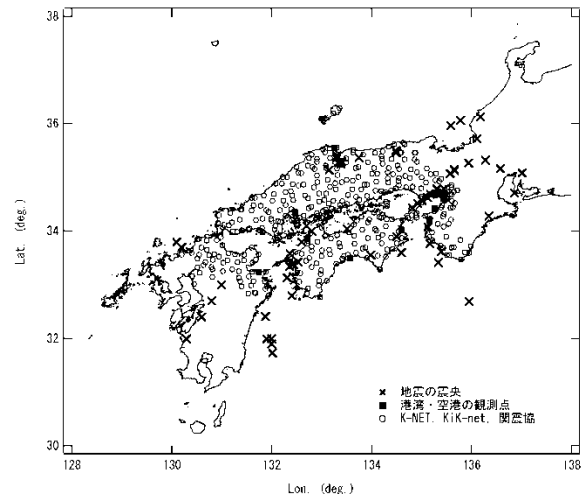 38
36
34
32
30
Lat. (deg.)
× 地震の震央
■ 港湾・空港の観測点
○ K-NET, KiK-net, 関震協
128 130 132 134 136 138
Lon. (deg.)